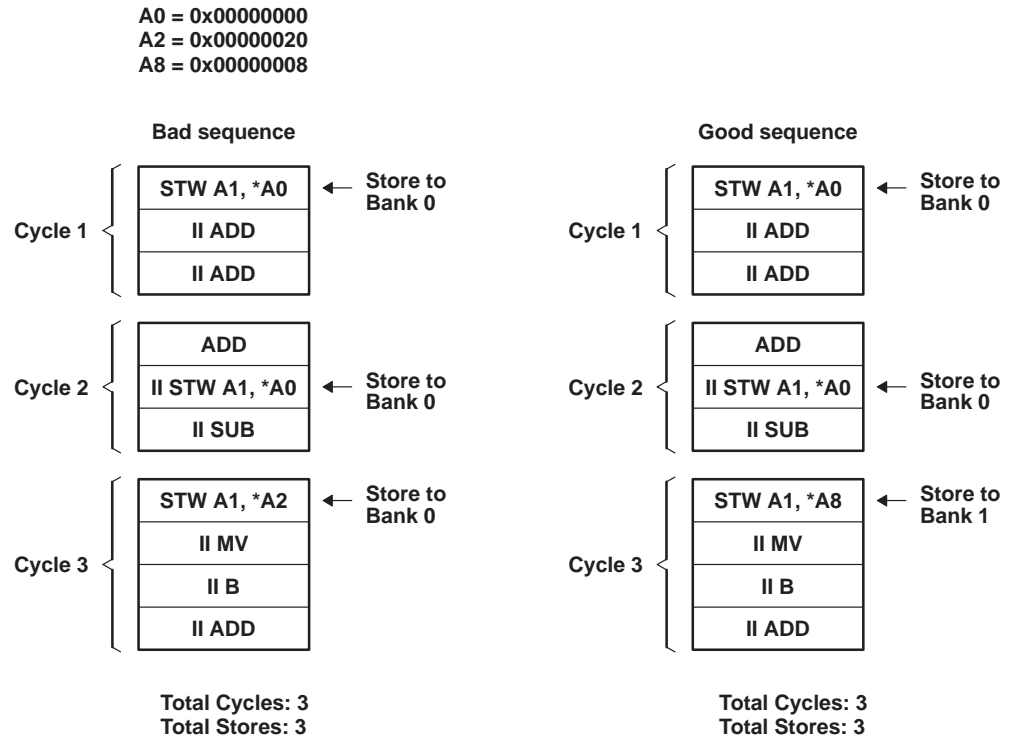 A0 = 0x00000000
A2 = 0x00000020
A8 = 0x00000008
Bad sequence
Cycle 1
STW A1, *A0
II ADD
II ADD
Store to
Bank 0
Cycle 2
ADD
II STW A1, *A0
II SUB
Store to
Bank 0
Cycle 3
STW A1, *A2
II MV
II B
II ADD
Store to
Bank 0
Total Cycles: 3
Total Stores: 3
Good sequence
Cycle 1
STW A1, *A0
II ADD
II ADD
Store to
Bank 0
Cycle 2
ADD
II STW A1, *A0
II SUB
Store to
Bank 0
Cycle 3
STW A1, *A8
II MV
II B
II ADD
Store to
Bank 1
Total Cycles: 3
Total Stores: 3